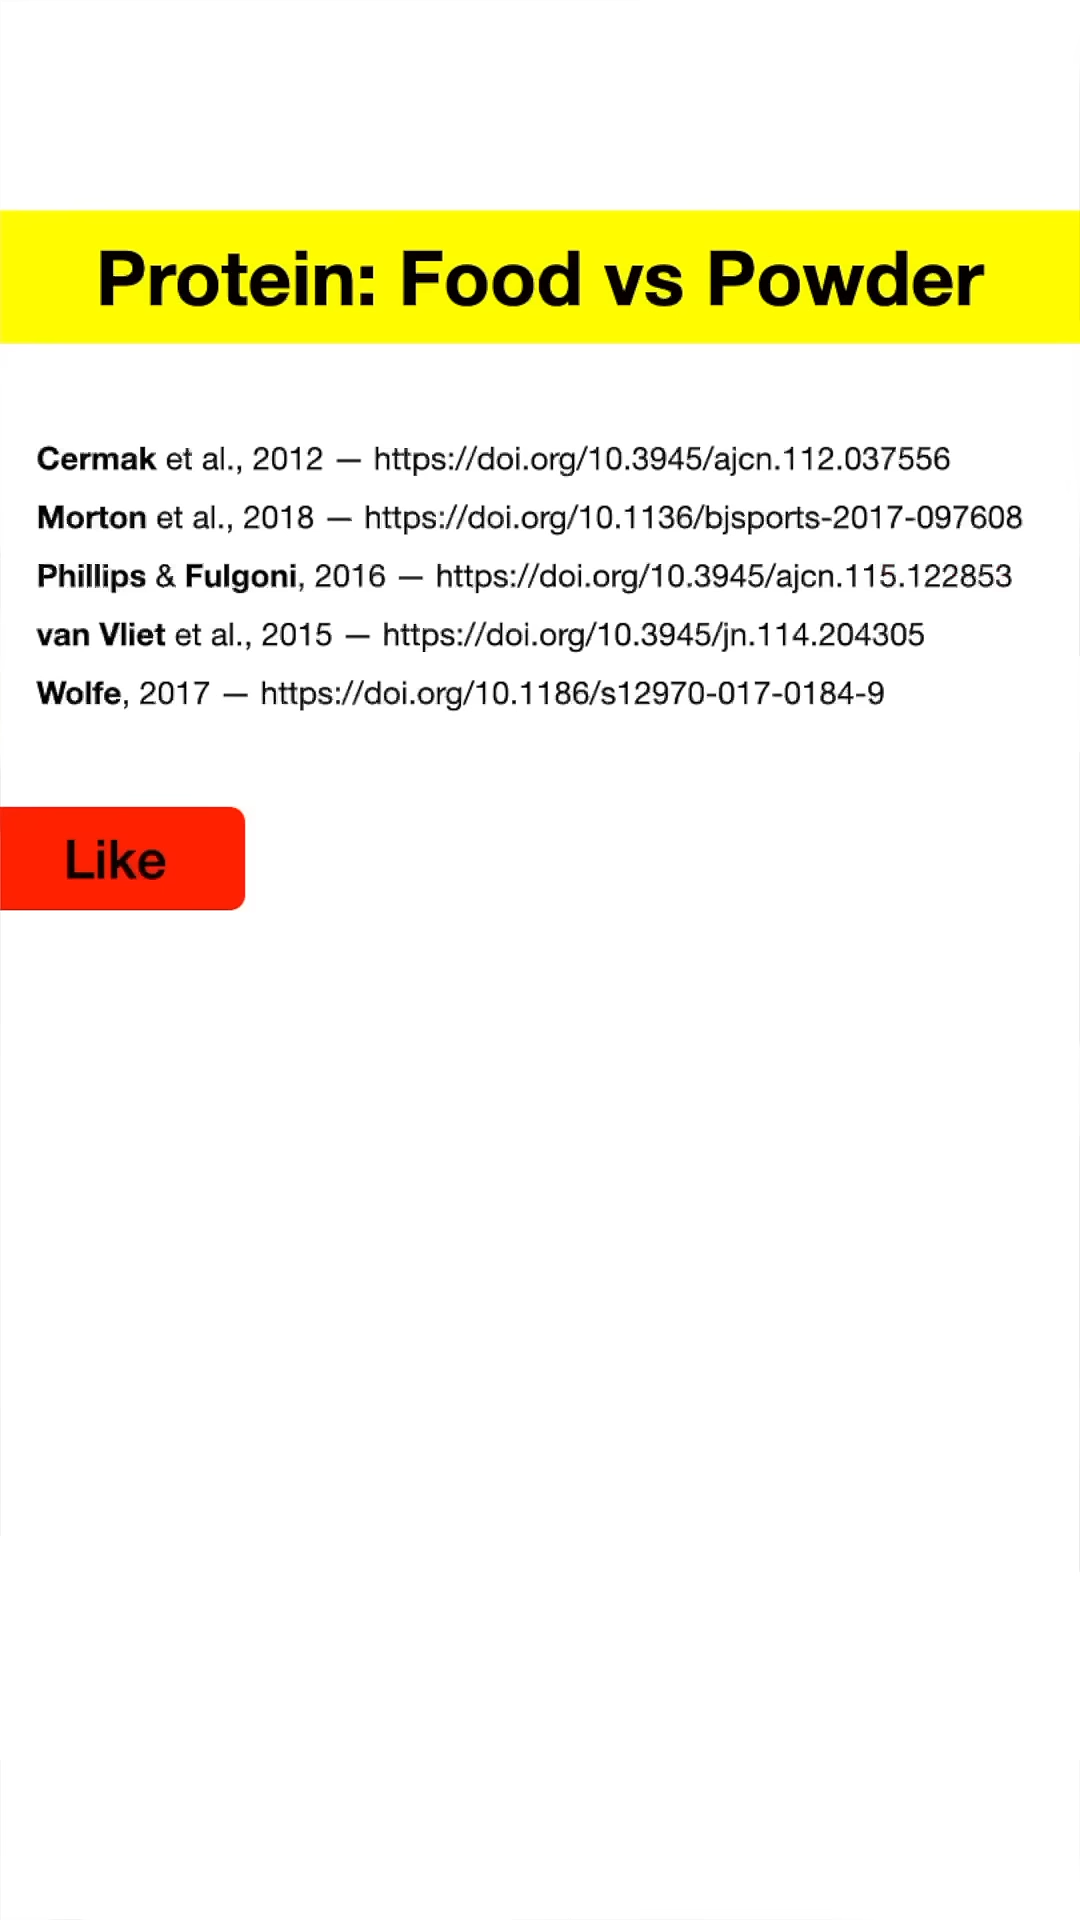 Protein: Food vs Powder
Cermak et al., 2012 — https://doi.org/10.3945/ajcn.112.037556
Morton et al., 2018 — https://doi.org/10.1136/bjsports-2017-097608
Phillips & Fulgoni, 2016 — https://doi.org/10.3945/ajcn.115.122853
van Vliet et al., 2015 — https://doi.org/10.3945/jn.114.204305
Wolfe, 2017 — https://doi.org/10.1186/s12970-017-0184-9
Like